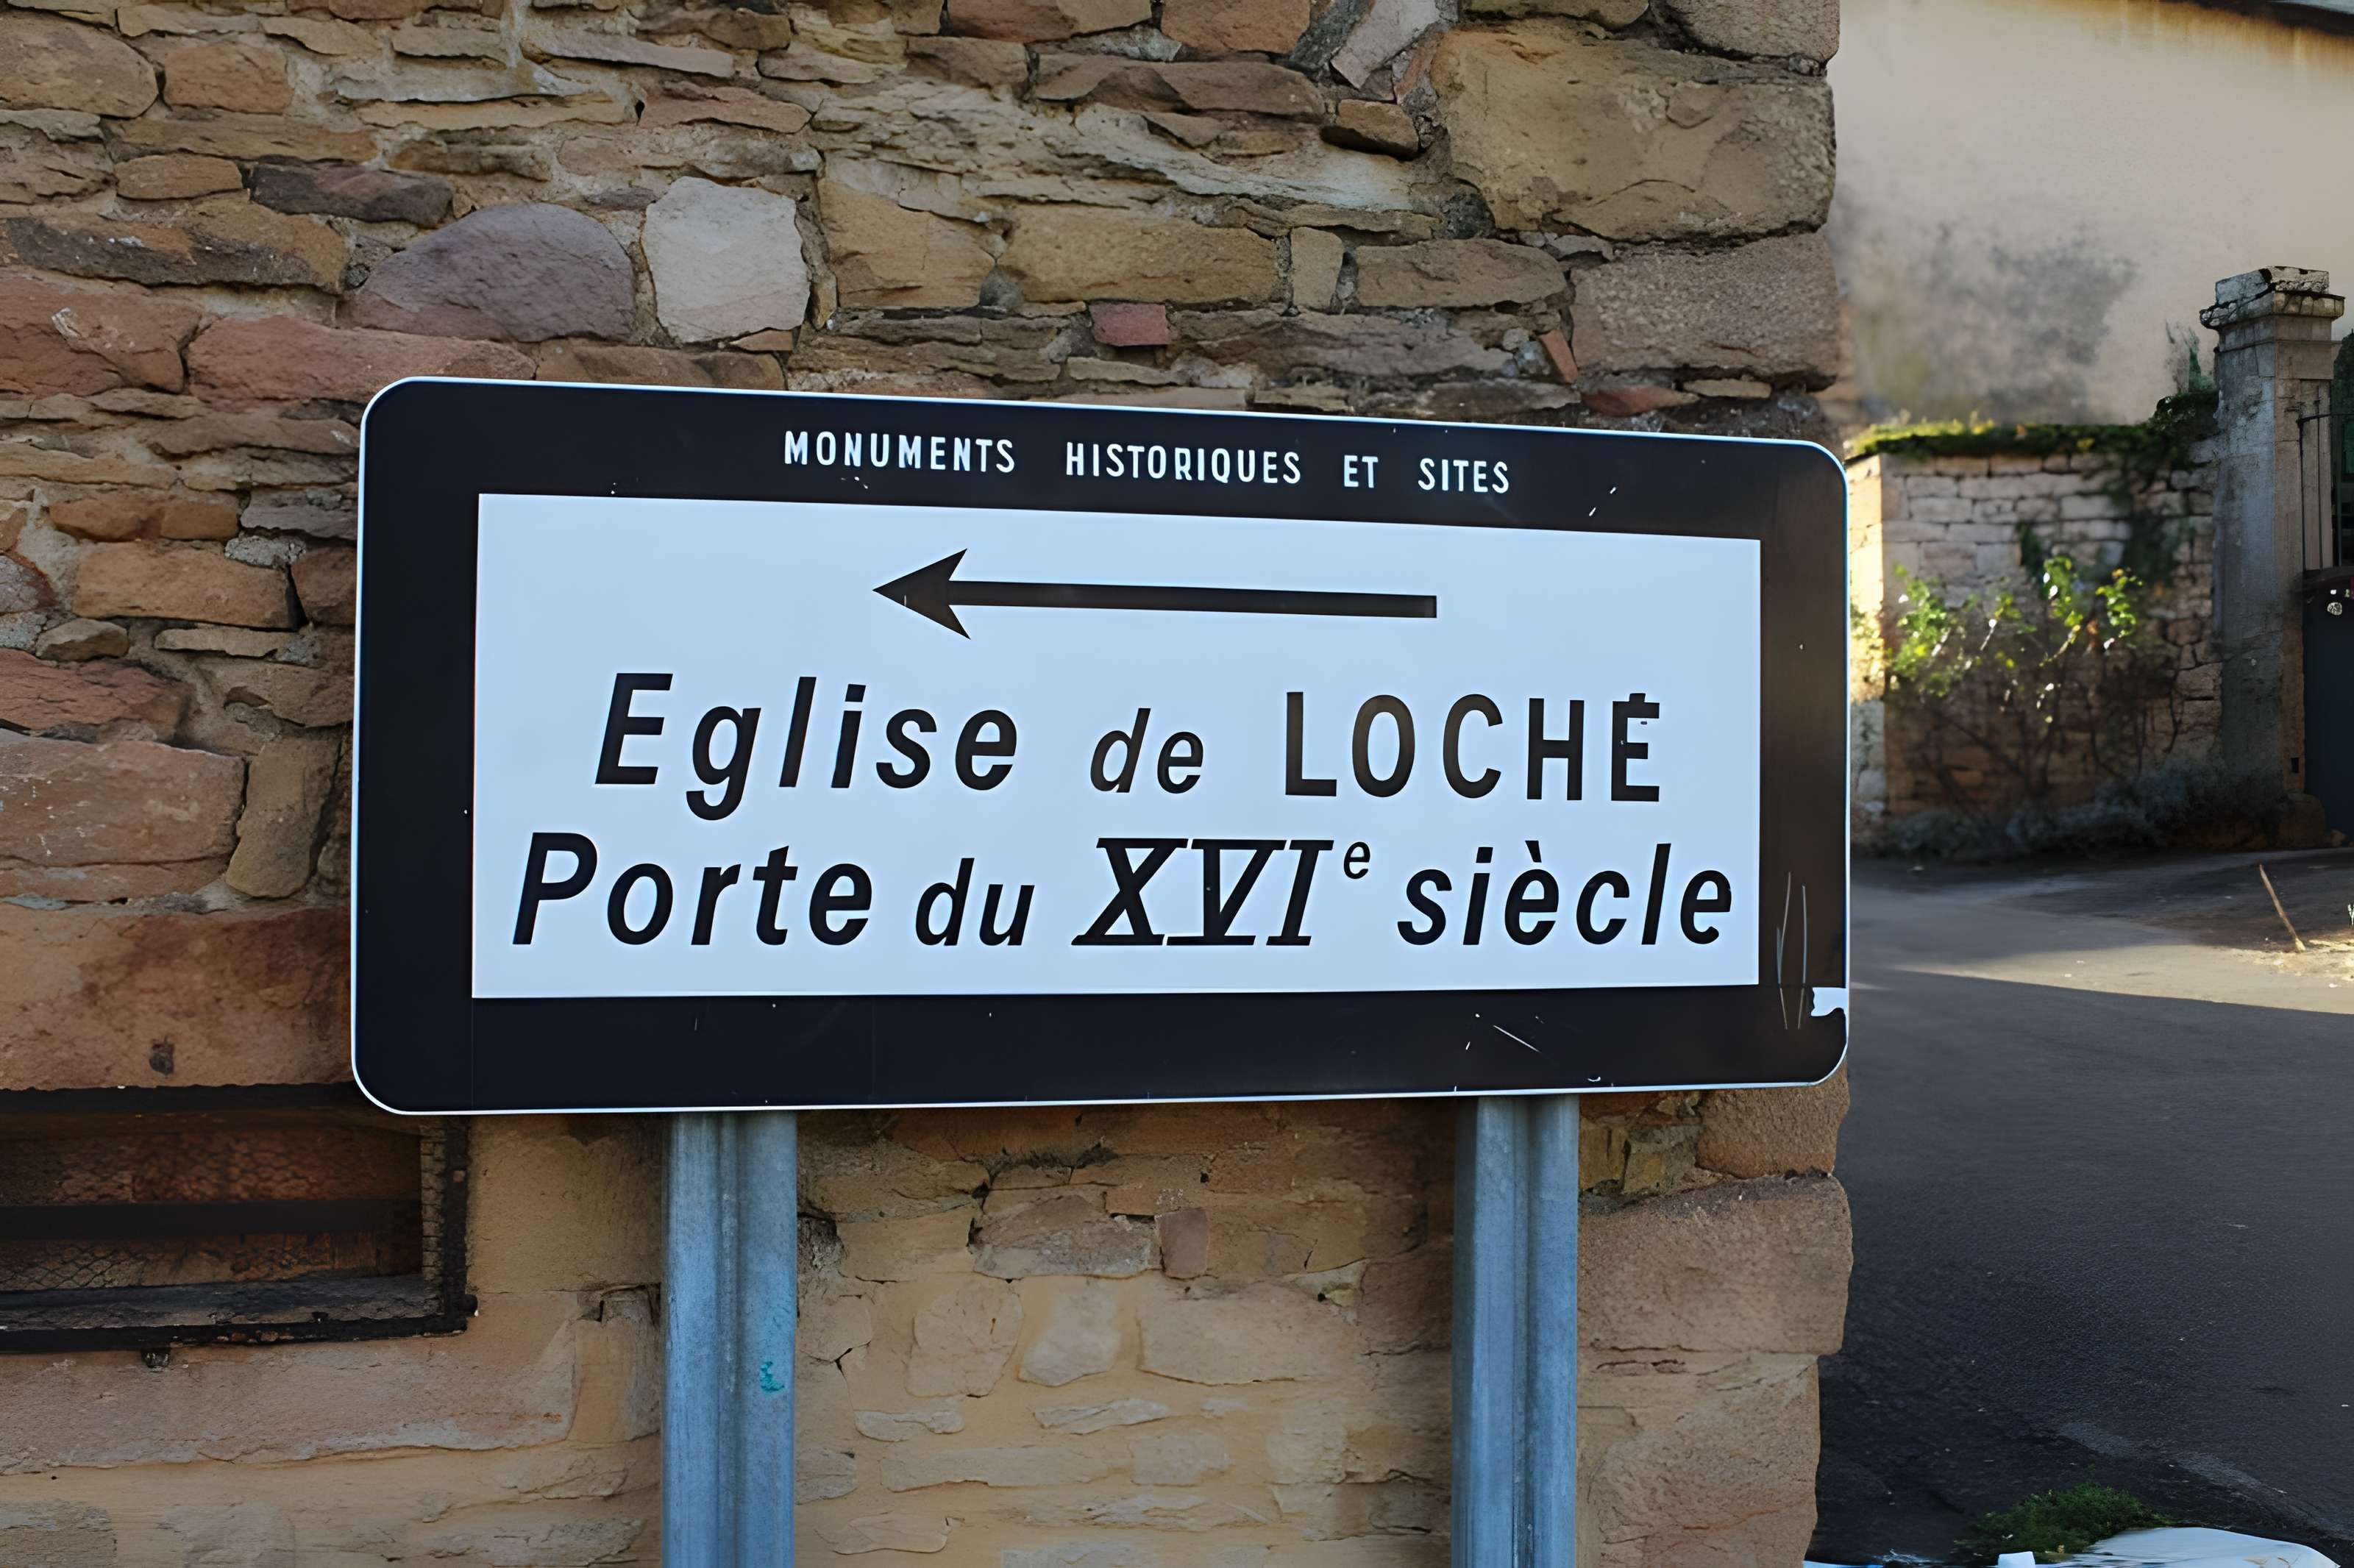 MONUMENTS HISTORIQUES ET SITES
Eglise de LOCHÉ
Porte du XVIe siècle